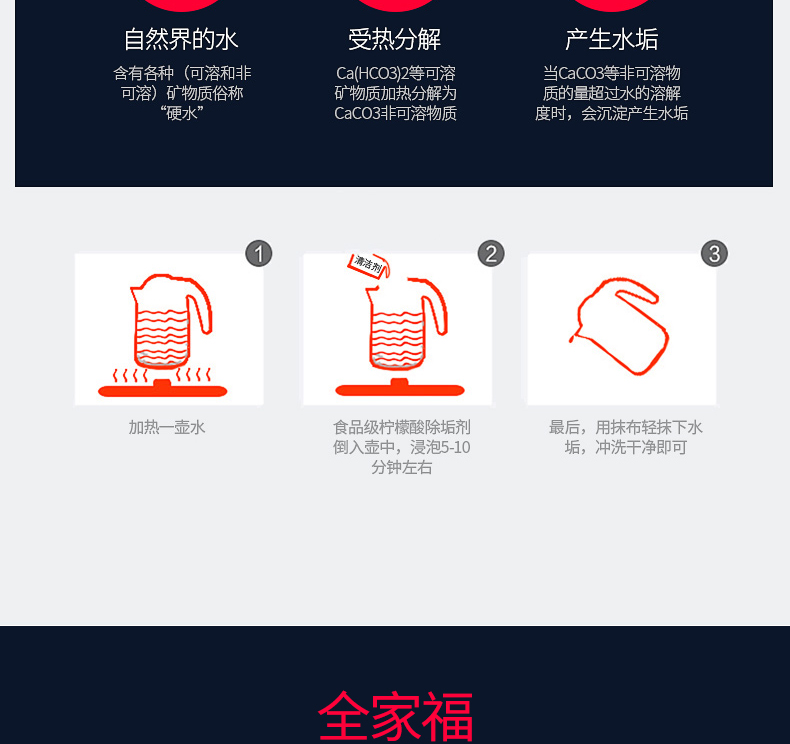 自然界的水
受热分解
产生水垢
含有各种（可溶和非
可溶）矿物质俗称
“硬水”
Ca(HCO3)2等可溶
矿物质加热分解为
CaCO3非可溶物质
当CaCO3等非可溶物
质的量超过水的溶解
度时，会沉淀产生水垢
1
2
3
清洁剂
加热一壶水
食品级柠檬酸除垢剂
倒入壶中，浸泡5-10
分钟左右
最后，用抹布轻抹下水
垢，冲洗干净即可
全家福